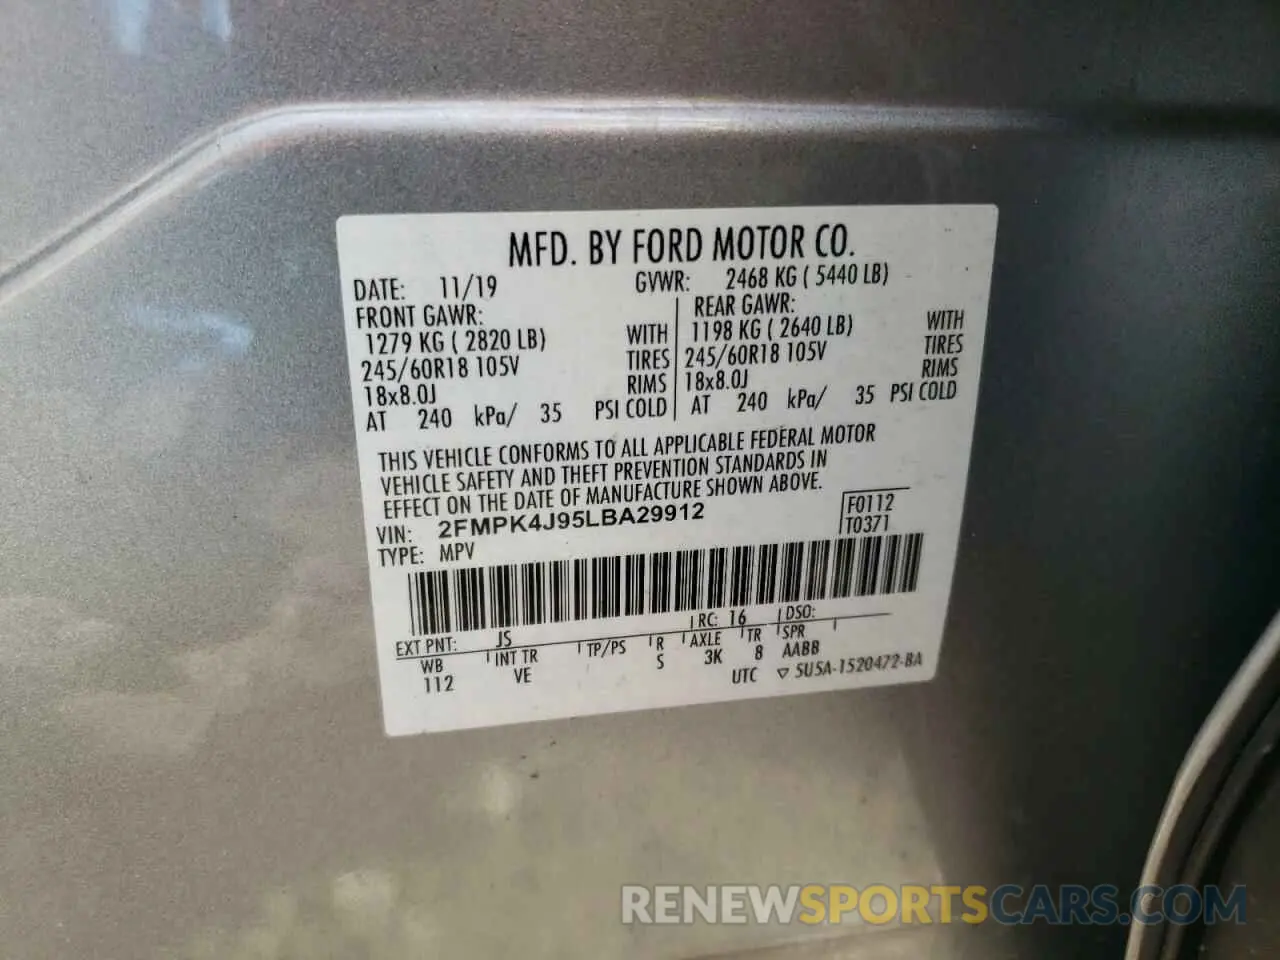 MFD. BY FORD MOTOR CO.
DATE: 11/19 GVWR: 2468 KG ( 5440 LB)
FRONT GAWR: REAR GAWR:
1279 KG ( 2820 LB) WITH 1198 KG ( 2640 LB) WITH
245/60R18 105V TIRES 245/60R18 105V TIRES
18x8.0J RIMS 18x8.0J RIMS
AT 240 kPa/ 35 PSI COLD AT 240 kPa/ 35 PSI COLD
THIS VEHICLE CONFORMS TO ALL APPLICABLE FEDERAL MOTOR
VEHICLE SAFETY AND THEFT PREVENTION STANDARDS IN
EFFECT ON THE DATE OF MANUFACTURE SHOWN ABOVE.
VIN: 2FMPK4J95LBA29912 F0112
TYPE: MPV T0371
EXT PNT: JS RC: 16 DSO:
WB INT TR TP/PS R AXLE TR SPR
112 VE S 3K 8 AABB
UTC ▽ 5U5A-1520472-BA
RENEWSPORTSCARS.COM